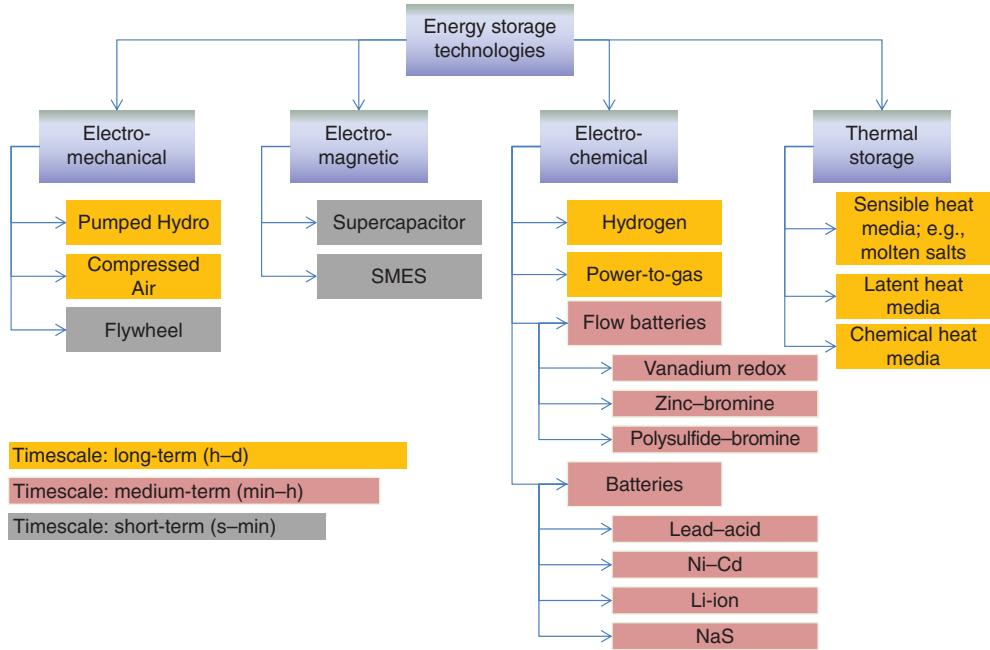 Energy storage
technologies
Electro-
mechanical
Pumped Hydro
Compressed
Air
Flywheel
Electro-
magnetic
Supercapacitor
SMES
Electro-
chemical
Hydrogen
Power-to-gas
Flow batteries
Vanadium redox
Zinc–bromine
Polysulfide–bromine
Batteries
Lead–acid
Ni–Cd
Li-ion
NaS
Thermal
storage
Sensible heat
media; e.g.,
molten salts
Latent heat
media
Chemical heat
media
Timescale: long-term (h–d)
Timescale: medium-term (min–h)
Timescale: short-term (s–min)